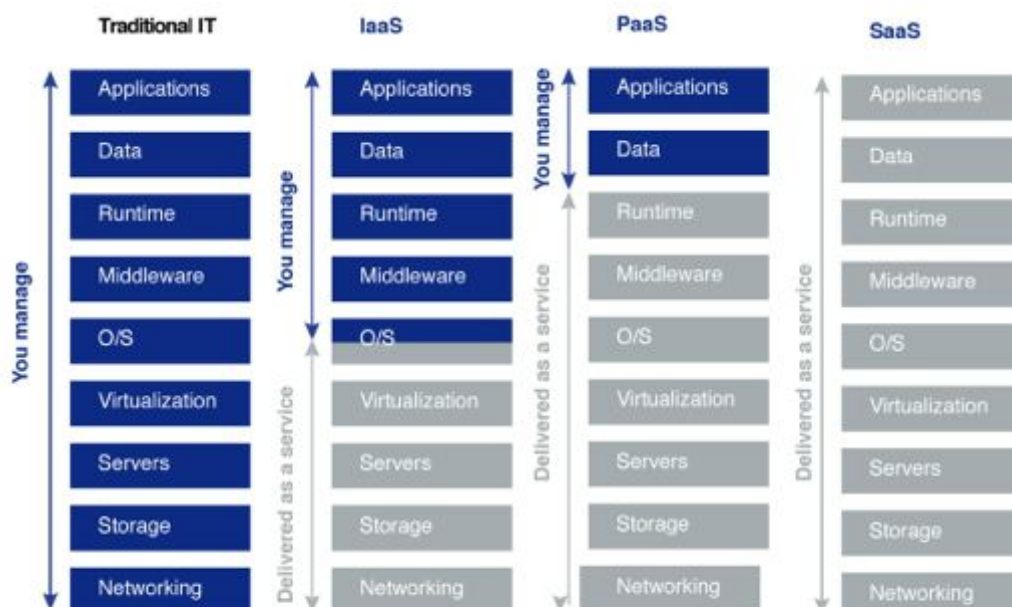 Traditional IT
You manage
Applications
Data
Runtime
Middleware
O/S
Virtualization
Servers
Storage
Networking
IaaS
You manage
Delivered as a service
Applications
Data
Runtime
Middleware
O/S
Virtualization
Servers
Storage
Networking
PaaS
You manage
Delivered as a service
Applications
Data
Runtime
Middleware
O/S
Virtualization
Servers
Storage
Networking
SaaS
Delivered as a service
Applications
Data
Runtime
Middleware
O/S
Virtualization
Servers
Storage
Networking